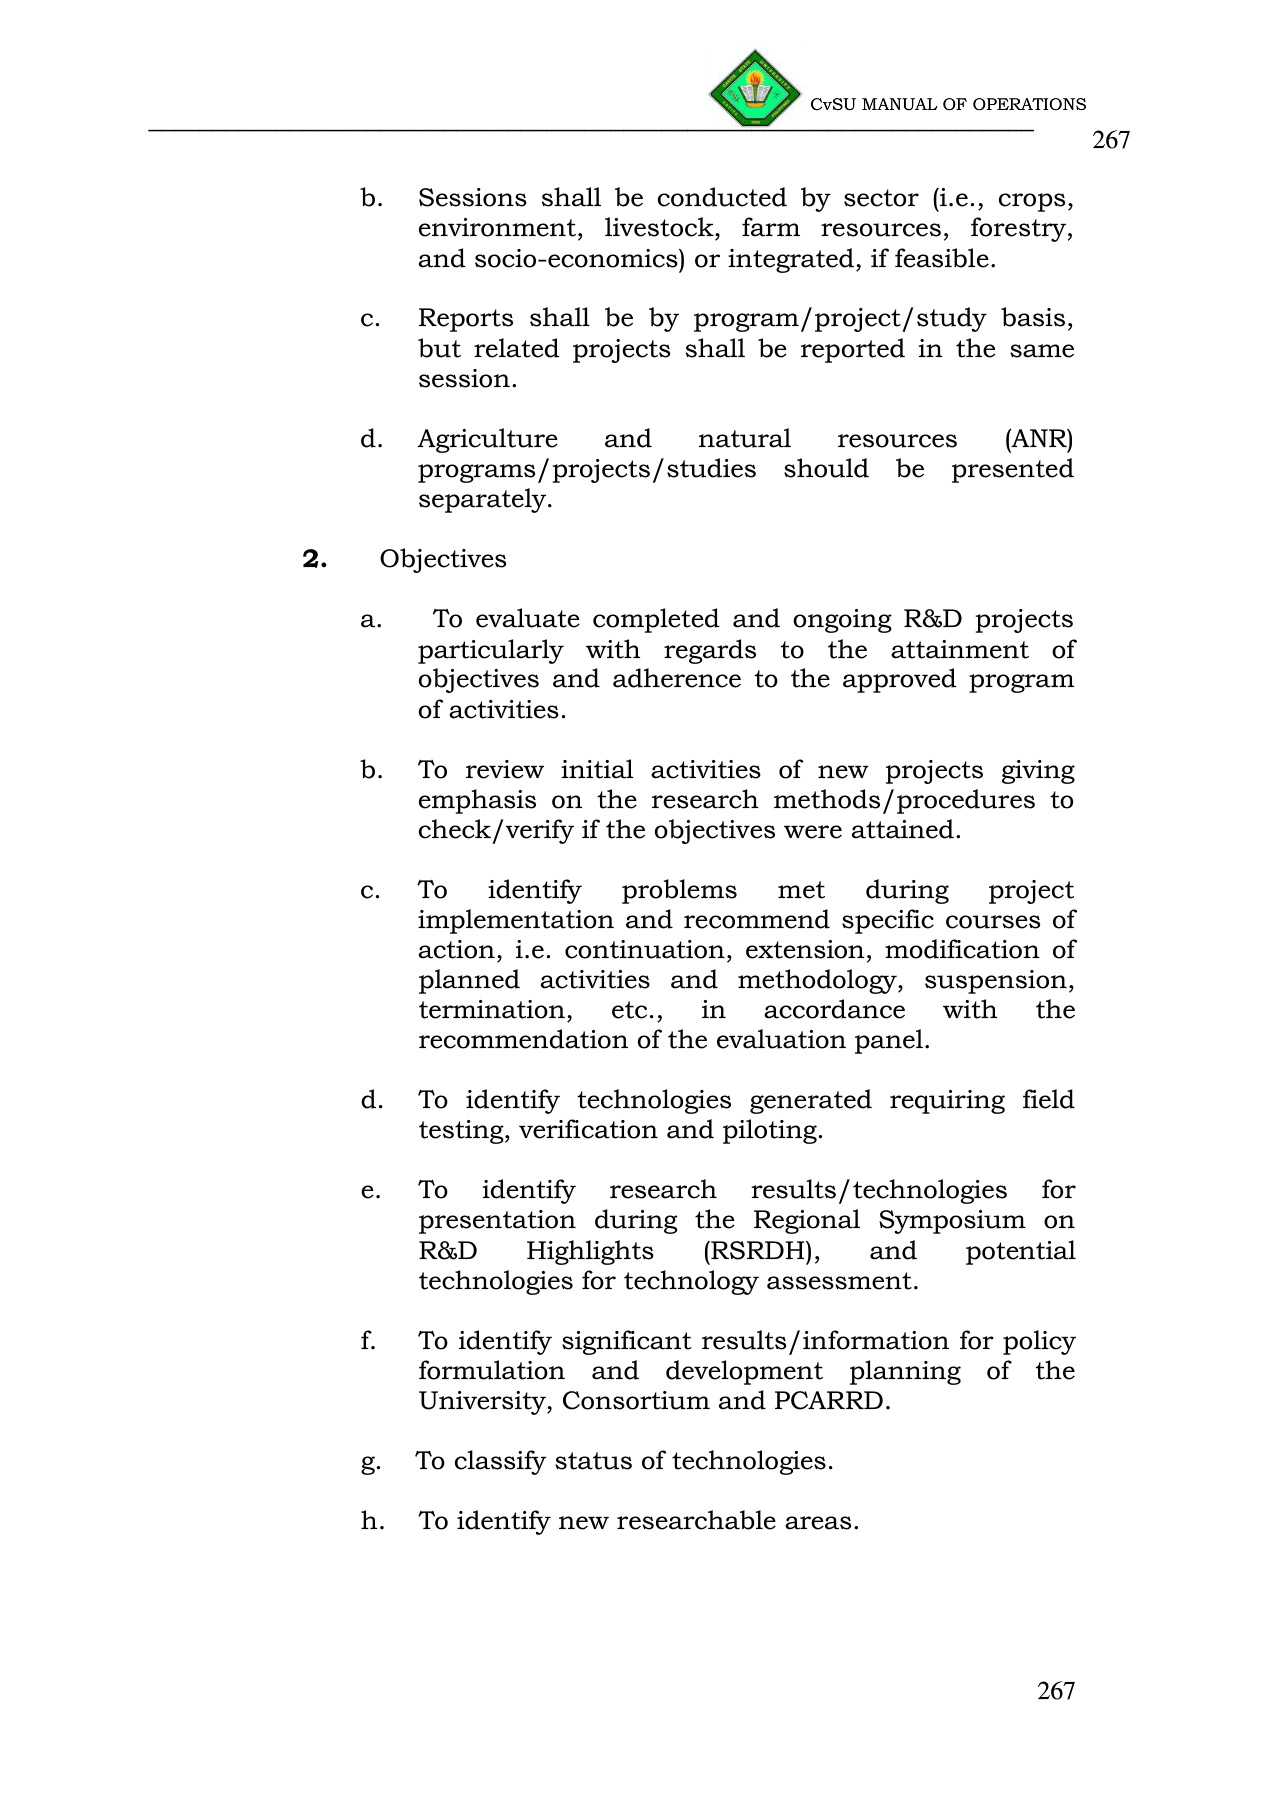 CvSU MANUAL OF OPERATIONS
267
b. Sessions shall be conducted by sector (i.e., crops,
environment, livestock, farm resources, forestry,
and socio-economics) or integrated, if feasible.
c. Reports shall be by program/project/study basis,
but related projects shall be reported in the same
session.
d. Agriculture and natural resources (ANR)
programs/projects/studies should be presented
separately.
2. Objectives
a. To evaluate completed and ongoing R&D projects
particularly with regards to the attainment of
objectives and adherence to the approved program
of activities.
b. To review initial activities of new projects giving
emphasis on the research methods/procedures to
check/verify if the objectives were attained.
c. To identify problems met during project
implementation and recommend specific courses of
action, i.e. continuation, extension, modification of
planned activities and methodology, suspension,
termination, etc., in accordance with the
recommendation of the evaluation panel.
d. To identify technologies generated requiring field
testing, verification and piloting.
e. To identify research results/technologies for
presentation during the Regional Symposium on
R&D Highlights (RSRDH), and potential
technologies for technology assessment.
f. To identify significant results/information for policy
formulation and development planning of the
University, Consortium and PCARRD.
g. To classify status of technologies.
h. To identify new researchable areas.
267